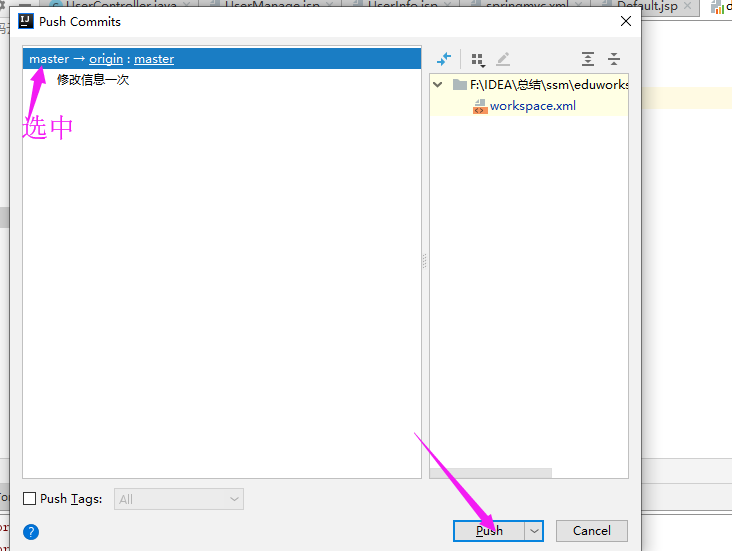 UserController.java
UserManage.jsp
UserInfo.jsp
springmvc.xml
Default.jsp
Push Commits
master → origin : master
修改信息一次
选中
F:\IDEA\总结\ssm\eduworks
workspace.xml
Push Tags:
All
?
Push
Cancel